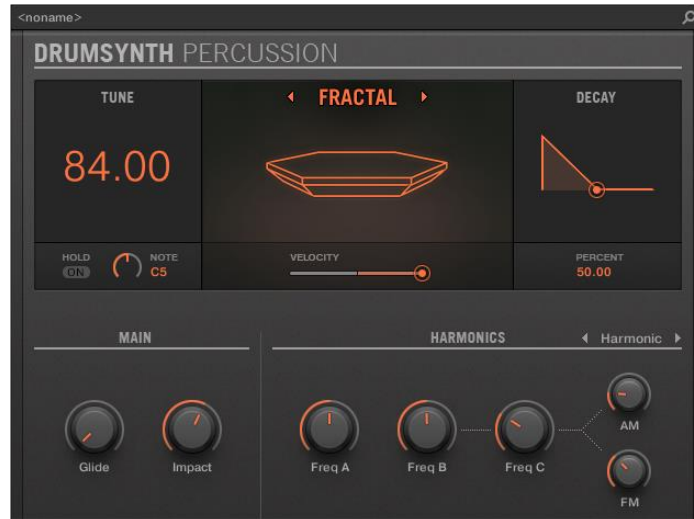 <noname>
DRUMSYNTH PERCUSSION
TUNE
FRACTAL
DECAY
84.00
HOLD
ON
NOTE
C5
VELOCITY
PERCENT
50.00
MAIN
HARMONICS
Harmonic
Glide
Impact
Freq A
Freq B
Freq C
AM
FM